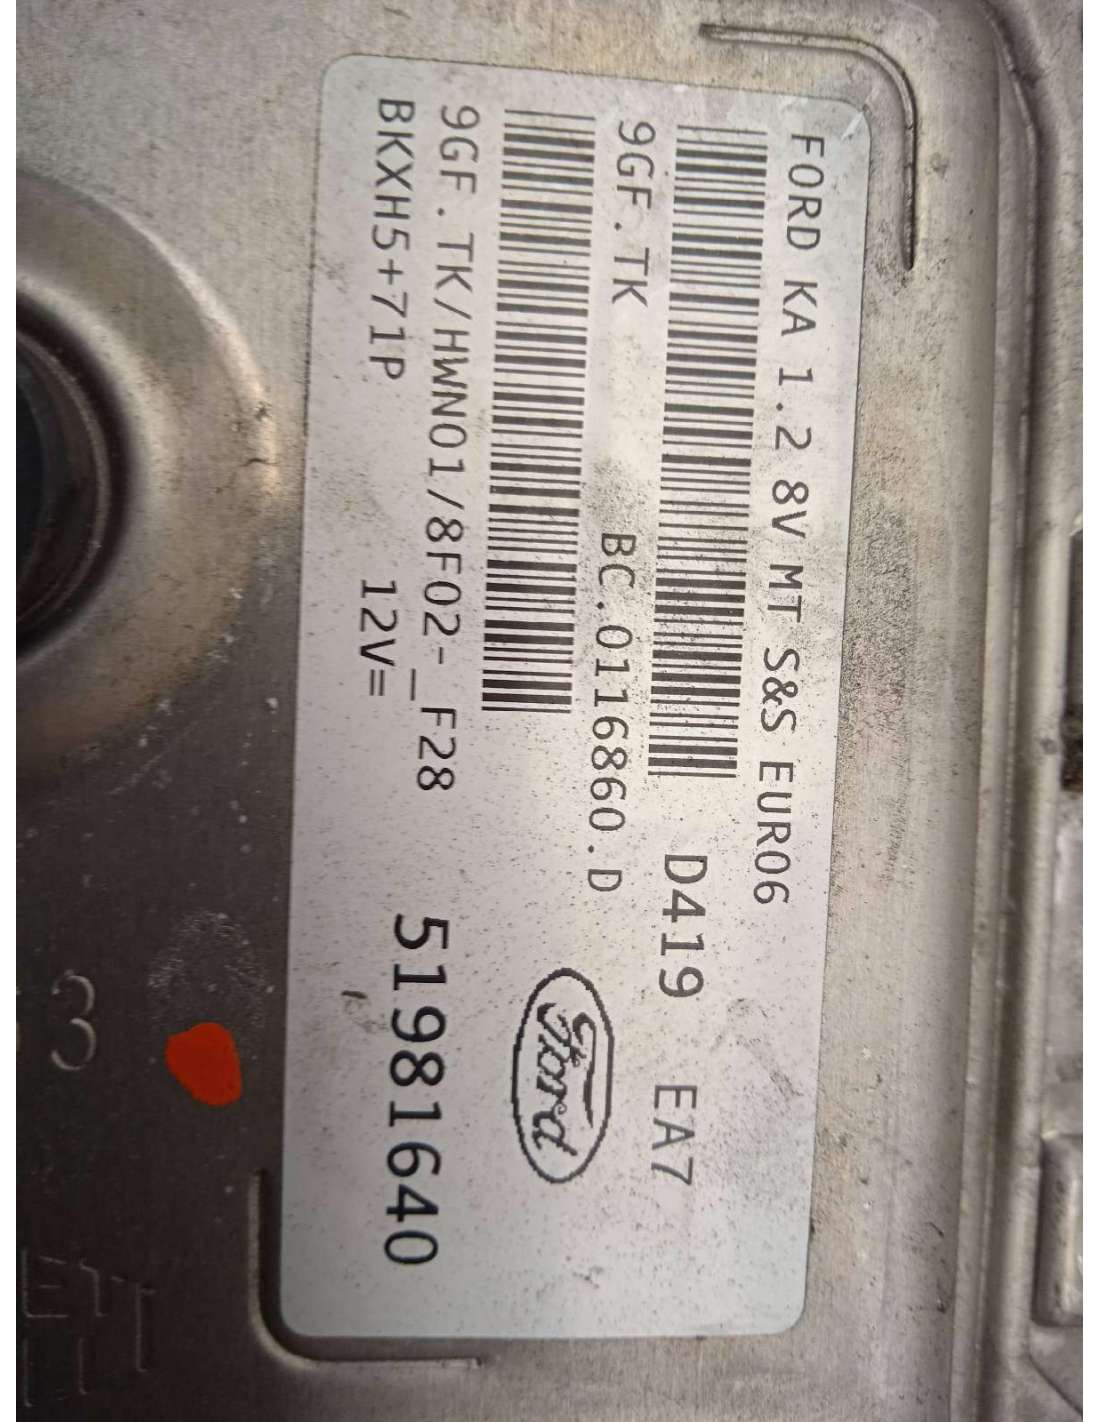 FORD KA 1.2 8V MT S&S EURO6
D419 EA7
9GF.TK BC.0116860.D
Ford
9GF.TK/HWN01/8F02-_F28
BKXH5+71P 12V= 51981640
3